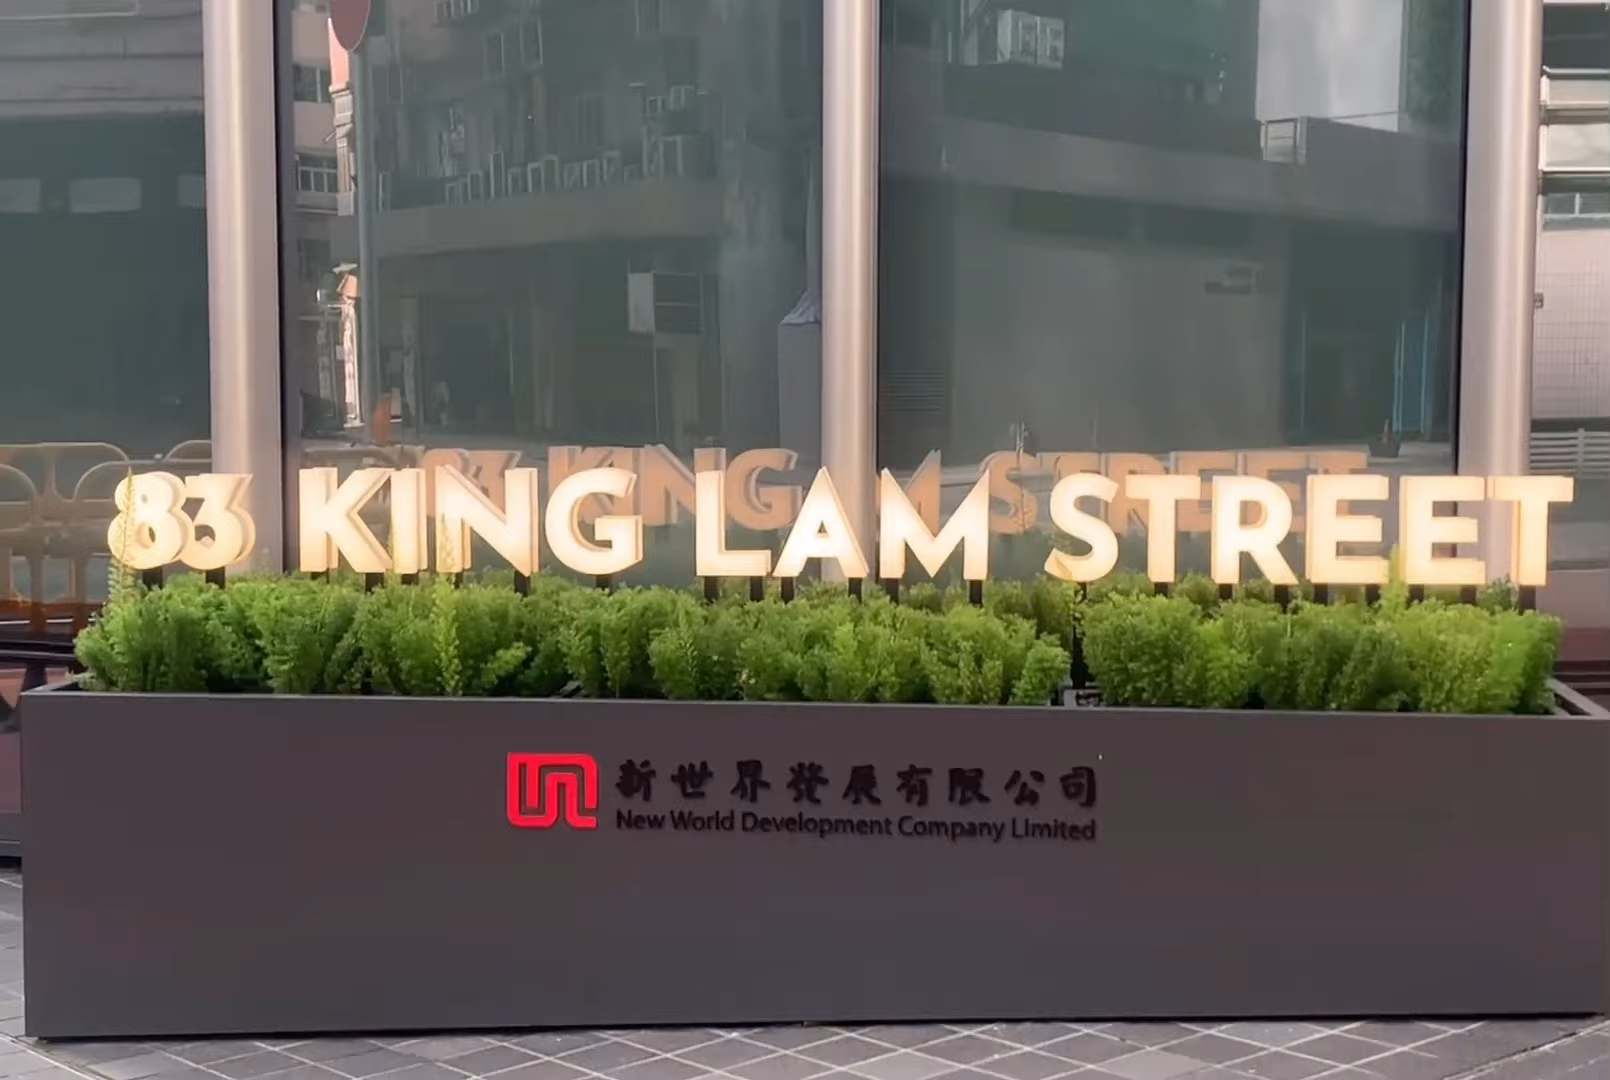 83 KING LAM STREET
新世界發展有限公司
New World Development Company Limited